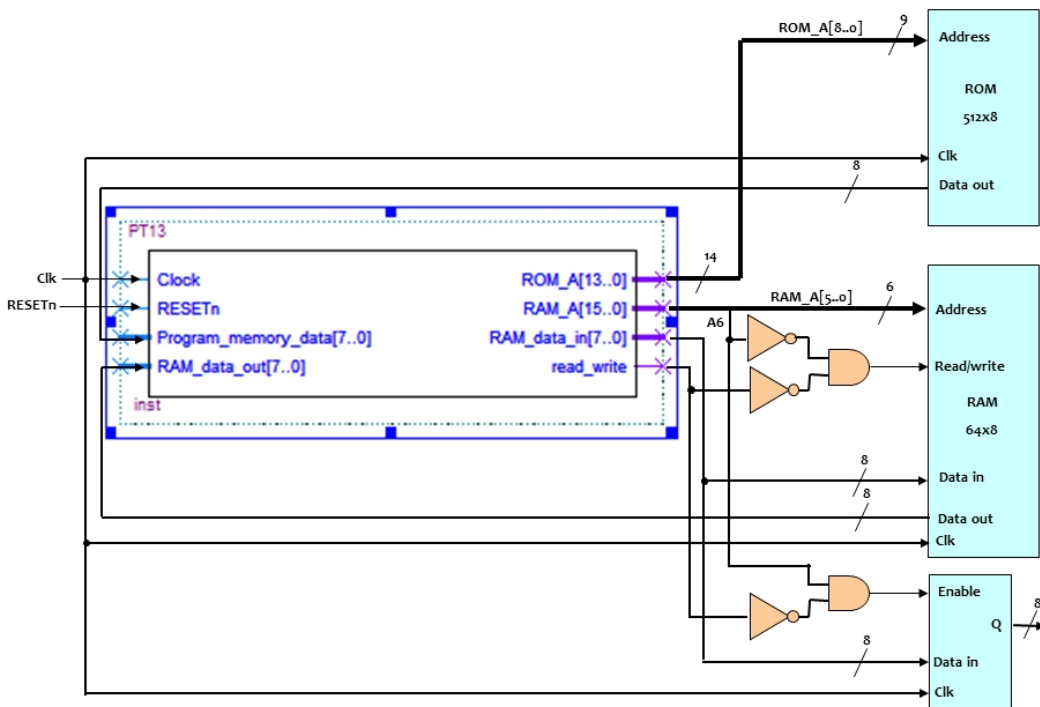 ROM_A[8..0]
9
Address
ROM
512x8
Clk
8
Data out
PT13
Clk
Clock
ROM_A[13..0]
14
RESETn
RESETn
RAM_A[15..0]
RAM_A[5..0]
6
Address
Program_memory_data[7..0]
RAM_data_in[7..0]
A6
RAM_data_out[7..0]
read_write
Read/write
inst
RAM
64x8
8
Data in
8
Data out
Clk
Enable
Q
8
8
Data in
Clk